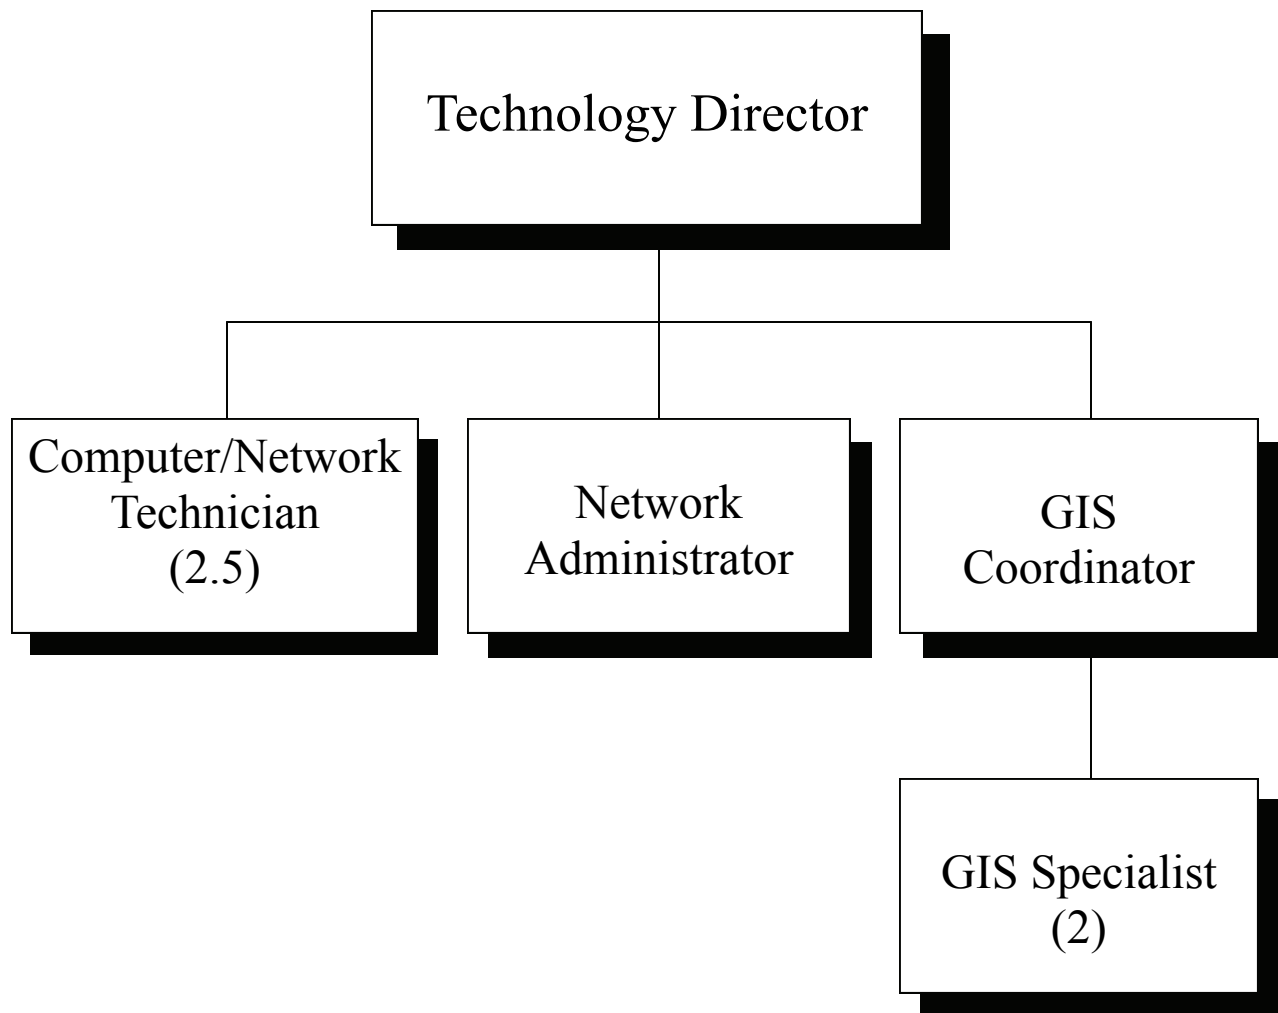 Technology Director
Computer/Network
Technician
(2.5)
Network
Administrator
GIS
Coordinator
GIS Specialist
(2)